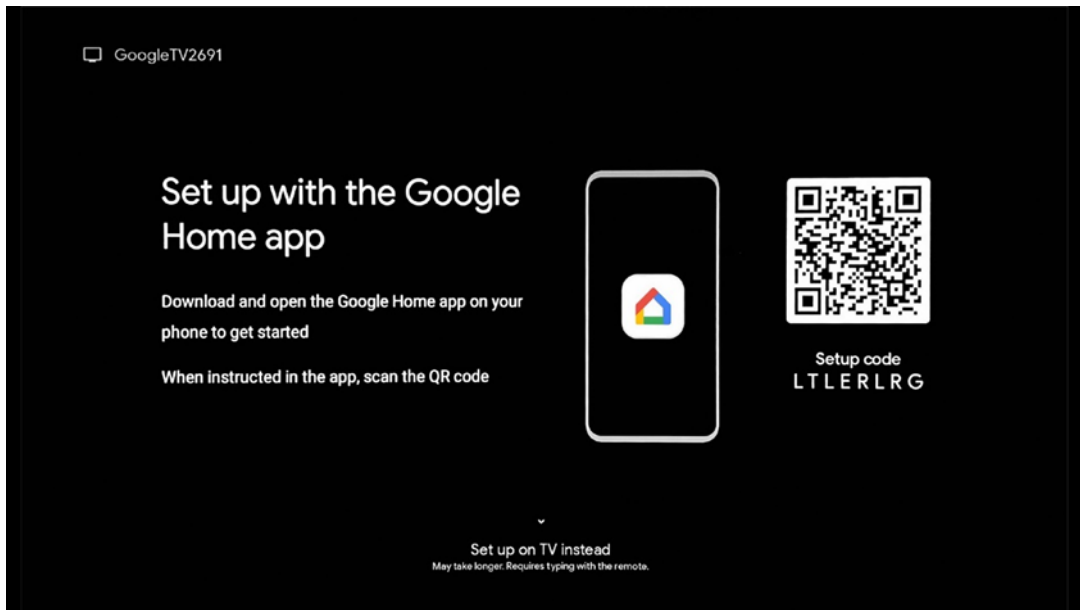 GoogleTV2691
Set up with the Google
Home app
Download and open the Google Home app on your
phone to get started
When instructed in the app, scan the QR code
Setup code
LTLERLRG
Set up on TV instead
May take longer. Requires typing with the remote.